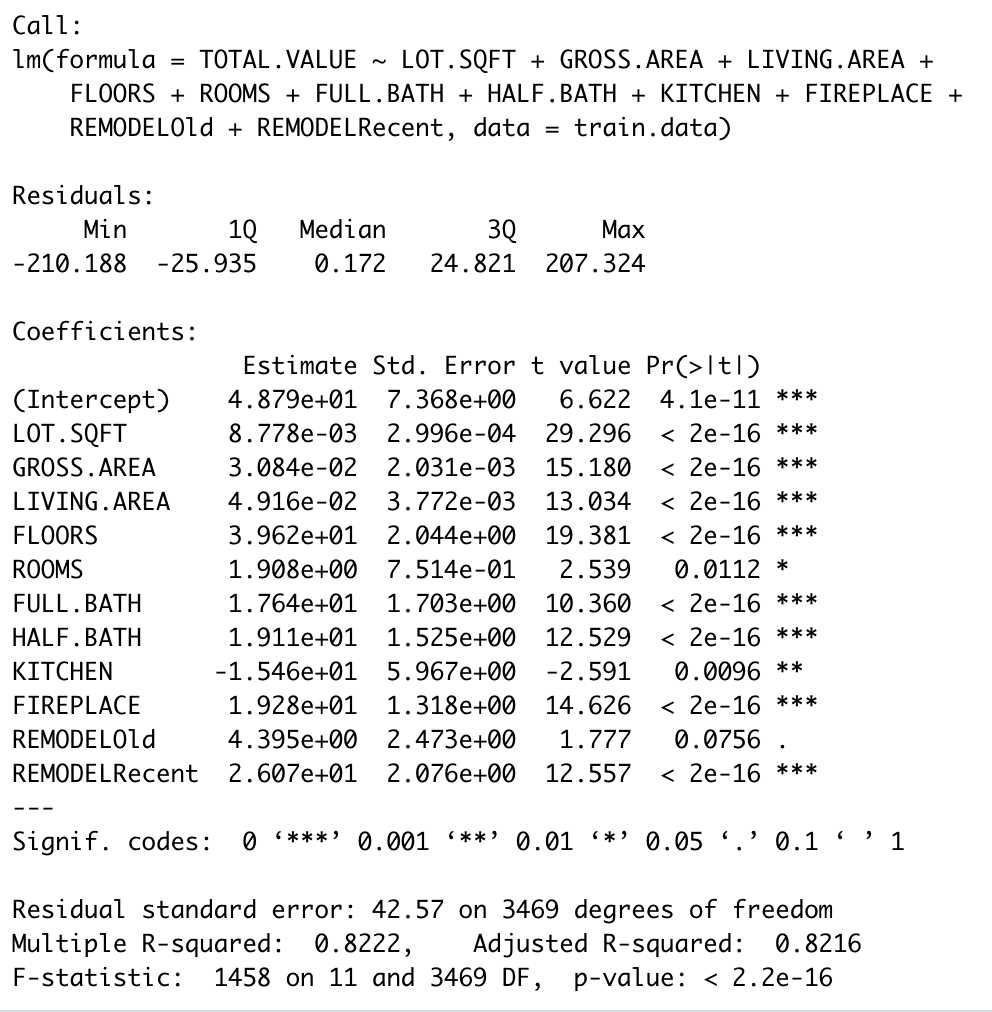 Call:
lm(formula = TOTAL.VALUE ~ LOT.SQFT + GROSS.AREA + LIVING.AREA +
    FLOORS + ROOMS + FULL.BATH + HALF.BATH + KITCHEN + FIREPLACE +
    REMODELOld + REMODELRecent, data = train.data)

Residuals:
     Min       1Q   Median       3Q      Max
-210.188  -25.935    0.172   24.821  207.324

Coefficients:
               Estimate Std. Error t value Pr(>|t|)
(Intercept)    4.879e+01  7.368e+00   6.622  4.1e-11 ***
LOT.SQFT       8.778e-03  2.996e-04  29.296  < 2e-16 ***
GROSS.AREA     3.084e-02  2.031e-03  15.180  < 2e-16 ***
LIVING.AREA    4.916e-02  3.772e-03  13.034  < 2e-16 ***
FLOORS         3.962e+01  2.044e+00  19.381  < 2e-16 ***
ROOMS          1.908e+00  7.514e-01   2.539   0.0112 *
FULL.BATH      1.764e+01  1.703e+00  10.360  < 2e-16 ***
HALF.BATH      1.911e+01  1.525e+00  12.529  < 2e-16 ***
KITCHEN       -1.546e+01  5.967e+00  -2.591   0.0096 **
FIREPLACE      1.928e+01  1.318e+00  14.626  < 2e-16 ***
REMODELOld     4.395e+00  2.473e+00   1.777   0.0756 .
REMODELRecent  2.607e+01  2.076e+00  12.557  < 2e-16 ***
---
Signif. codes:  0 ‘***’ 0.001 ‘**’ 0.01 ‘*’ 0.05 ‘.’ 0.1 ‘ ’ 1

Residual standard error: 42.57 on 3469 degrees of freedom
Multiple R-squared:  0.8222,    Adjusted R-squared:  0.8216
F-statistic:  1458 on 11 and 3469 DF,  p-value: < 2.2e-16